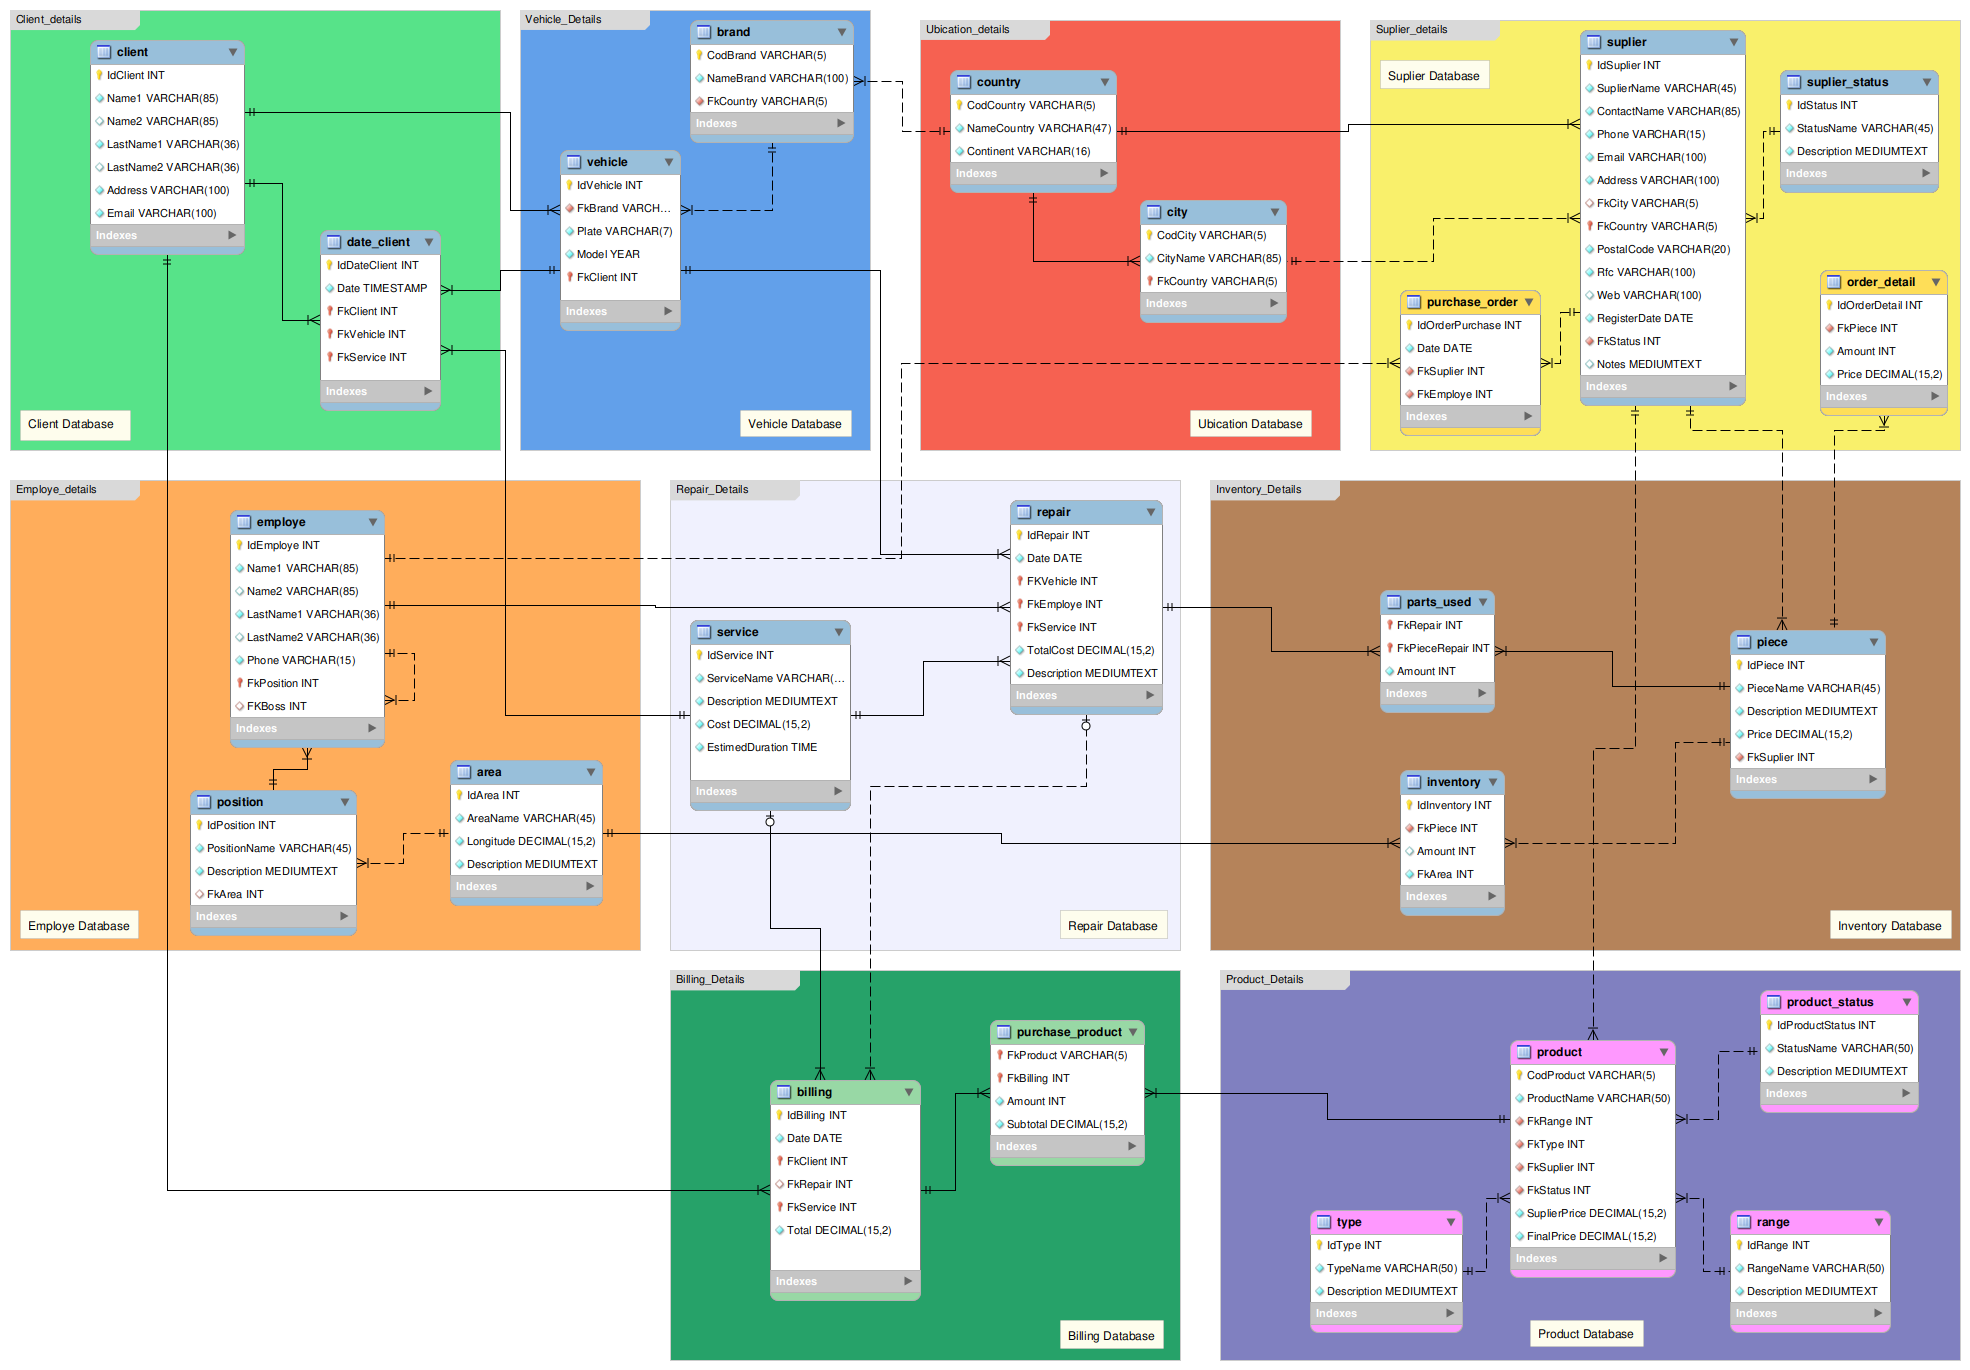 Client_details
client
IdClient INT
Name1 VARCHAR(85)
Name2 VARCHAR(85)
LastName1 VARCHAR(36)
LastName2 VARCHAR(36)
Address VARCHAR(100)
Email VARCHAR(100)
Indexes
date_client
IdDateClient INT
Date TIMESTAMP
FkClient INT
FkVehicle INT
FkService INT
Indexes
Client Database
Vehicle_Details
brand
CodBrand VARCHAR(5)
NameBrand VARCHAR(100)
FkCountry VARCHAR(5)
Indexes
vehicle
IdVehicle INT
FkBrand VARCH...
Plate VARCHAR(7)
Model YEAR
FkClient INT
Indexes
Vehicle Database
Ubication_details
country
CodCountry VARCHAR(5)
NameCountry VARCHAR(47)
Continent VARCHAR(16)
Indexes
city
CodCity VARCHAR(5)
CityName VARCHAR(85)
FkCountry VARCHAR(5)
Indexes
Ubication Database
Suplier_details
Suplier Database
suplier
IdSuplier INT
SuplierName VARCHAR(45)
ContactName VARCHAR(85)
Phone VARCHAR(15)
Email VARCHAR(100)
Address VARCHAR(100)
FkCity VARCHAR(5)
FkCountry VARCHAR(5)
PostalCode VARCHAR(20)
Rfc VARCHAR(100)
Web VARCHAR(100)
RegisterDate DATE
FkStatus INT
Notes MEDIUMTEXT
Indexes
suplier_status
IdStatus INT
StatusName VARCHAR(45)
Description MEDIUMTEXT
Indexes
purchase_order
IdOrderPurchase INT
Date DATE
FkSuplier INT
FkEmploye INT
Indexes
order_detail
IdOrderDetail INT
FkPiece INT
Amount INT
Price DECIMAL(15,2)
Indexes
Employe_details
employe
IdEmploye INT
Name1 VARCHAR(85)
Name2 VARCHAR(85)
LastName1 VARCHAR(36)
LastName2 VARCHAR(36)
Phone VARCHAR(15)
FkPosition INT
FKBoss INT
Indexes
position
IdPosition INT
PositionName VARCHAR(45)
Description MEDIUMTEXT
FkArea INT
Indexes
area
IdArea INT
AreaName VARCHAR(45)
Longitude DECIMAL(15,2)
Description MEDIUMTEXT
Indexes
Employe Database
Repair_Details
repair
IdRepair INT
Date DATE
FKVehicle INT
FkEmploye INT
FkService INT
TotalCost DECIMAL(15,2)
Description MEDIUMTEXT
Indexes
service
IdService INT
ServiceName VARCHAR(...
Description MEDIUMTEXT
Cost DECIMAL(15,2)
EstimedDuration TIME
Indexes
Repair Database
Inventory_Details
parts_used
FkRepair INT
FkPieceRepair INT
Amount INT
Indexes
piece
IdPiece INT
PieceName VARCHAR(45)
Description MEDIUMTEXT
Price DECIMAL(15,2)
FkSuplier INT
Indexes
inventory
IdInventory INT
FkPiece INT
Amount INT
FkArea INT
Indexes
Inventory Database
Billing_Details
purchase_product
FkProduct VARCHAR(5)
FkBilling INT
Amount INT
Subtotal DECIMAL(15,2)
Indexes
billing
IdBilling INT
Date DATE
FkClient INT
FkRepair INT
FkService INT
Total DECIMAL(15,2)
Indexes
Billing Database
Product_Details
product_status
IdProductStatus INT
StatusName VARCHAR(50)
Description MEDIUMTEXT
Indexes
product
CodProduct VARCHAR(5)
ProductName VARCHAR(50)
FkRange INT
FkType INT
FkSuplier INT
FkStatus INT
SuplierPrice DECIMAL(15,2)
FinalPrice DECIMAL(15,2)
Indexes
type
IdType INT
TypeName VARCHAR(50)
Description MEDIUMTEXT
Indexes
range
IdRange INT
RangeName VARCHAR(50)
Description MEDIUMTEXT
Indexes
Product Database